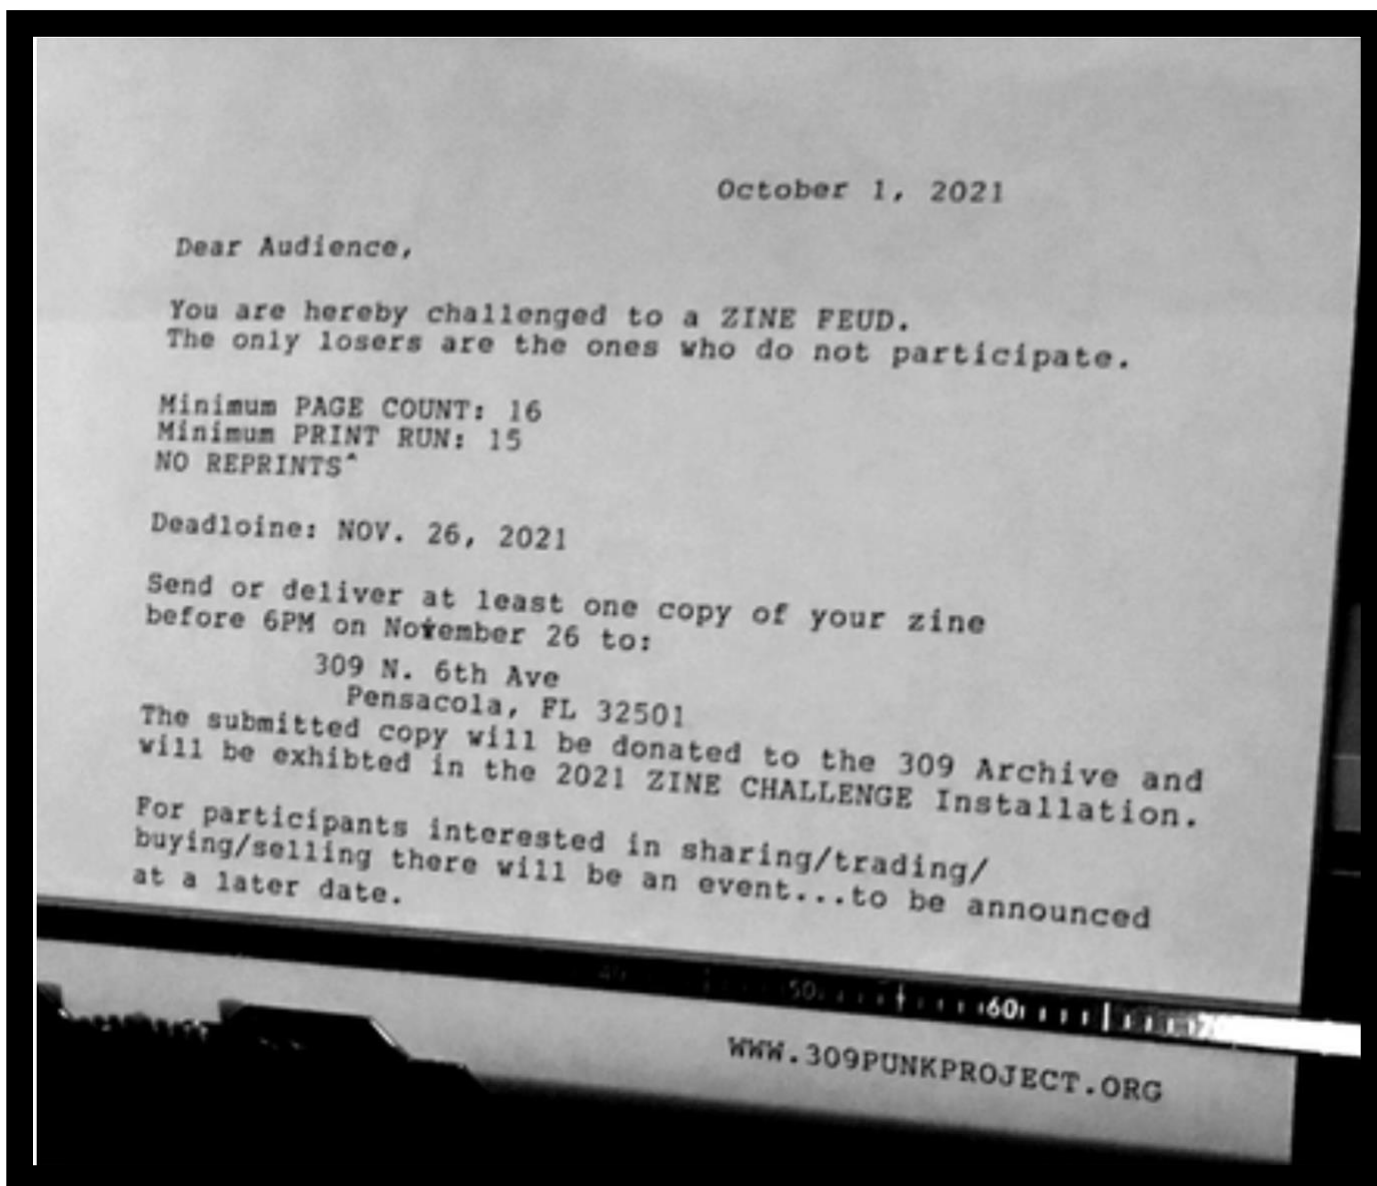 October 1, 2021
Dear Audience,
You are hereby challenged to a ZINE FEUD.
The only losers are the ones who do not participate.
Minimum PAGE COUNT: 16
Minimum PRINT RUN: 15
NO REPRINTS^
Deadloine: NOV. 26, 2021
Send or deliver at least one copy of your zine
before 6PM on November 26 to:
309 N. 6th Ave
Pensacola, FL 32501
The submitted copy will be donated to the 309 Archive and
will be exhibted in the 2021 ZINE CHALLENGE Installation.
For participants interested in sharing/trading/
buying/selling there will be an event...to be announced
at a later date.
40 50 60 70
WWW.309PUNKPROJECT.ORG